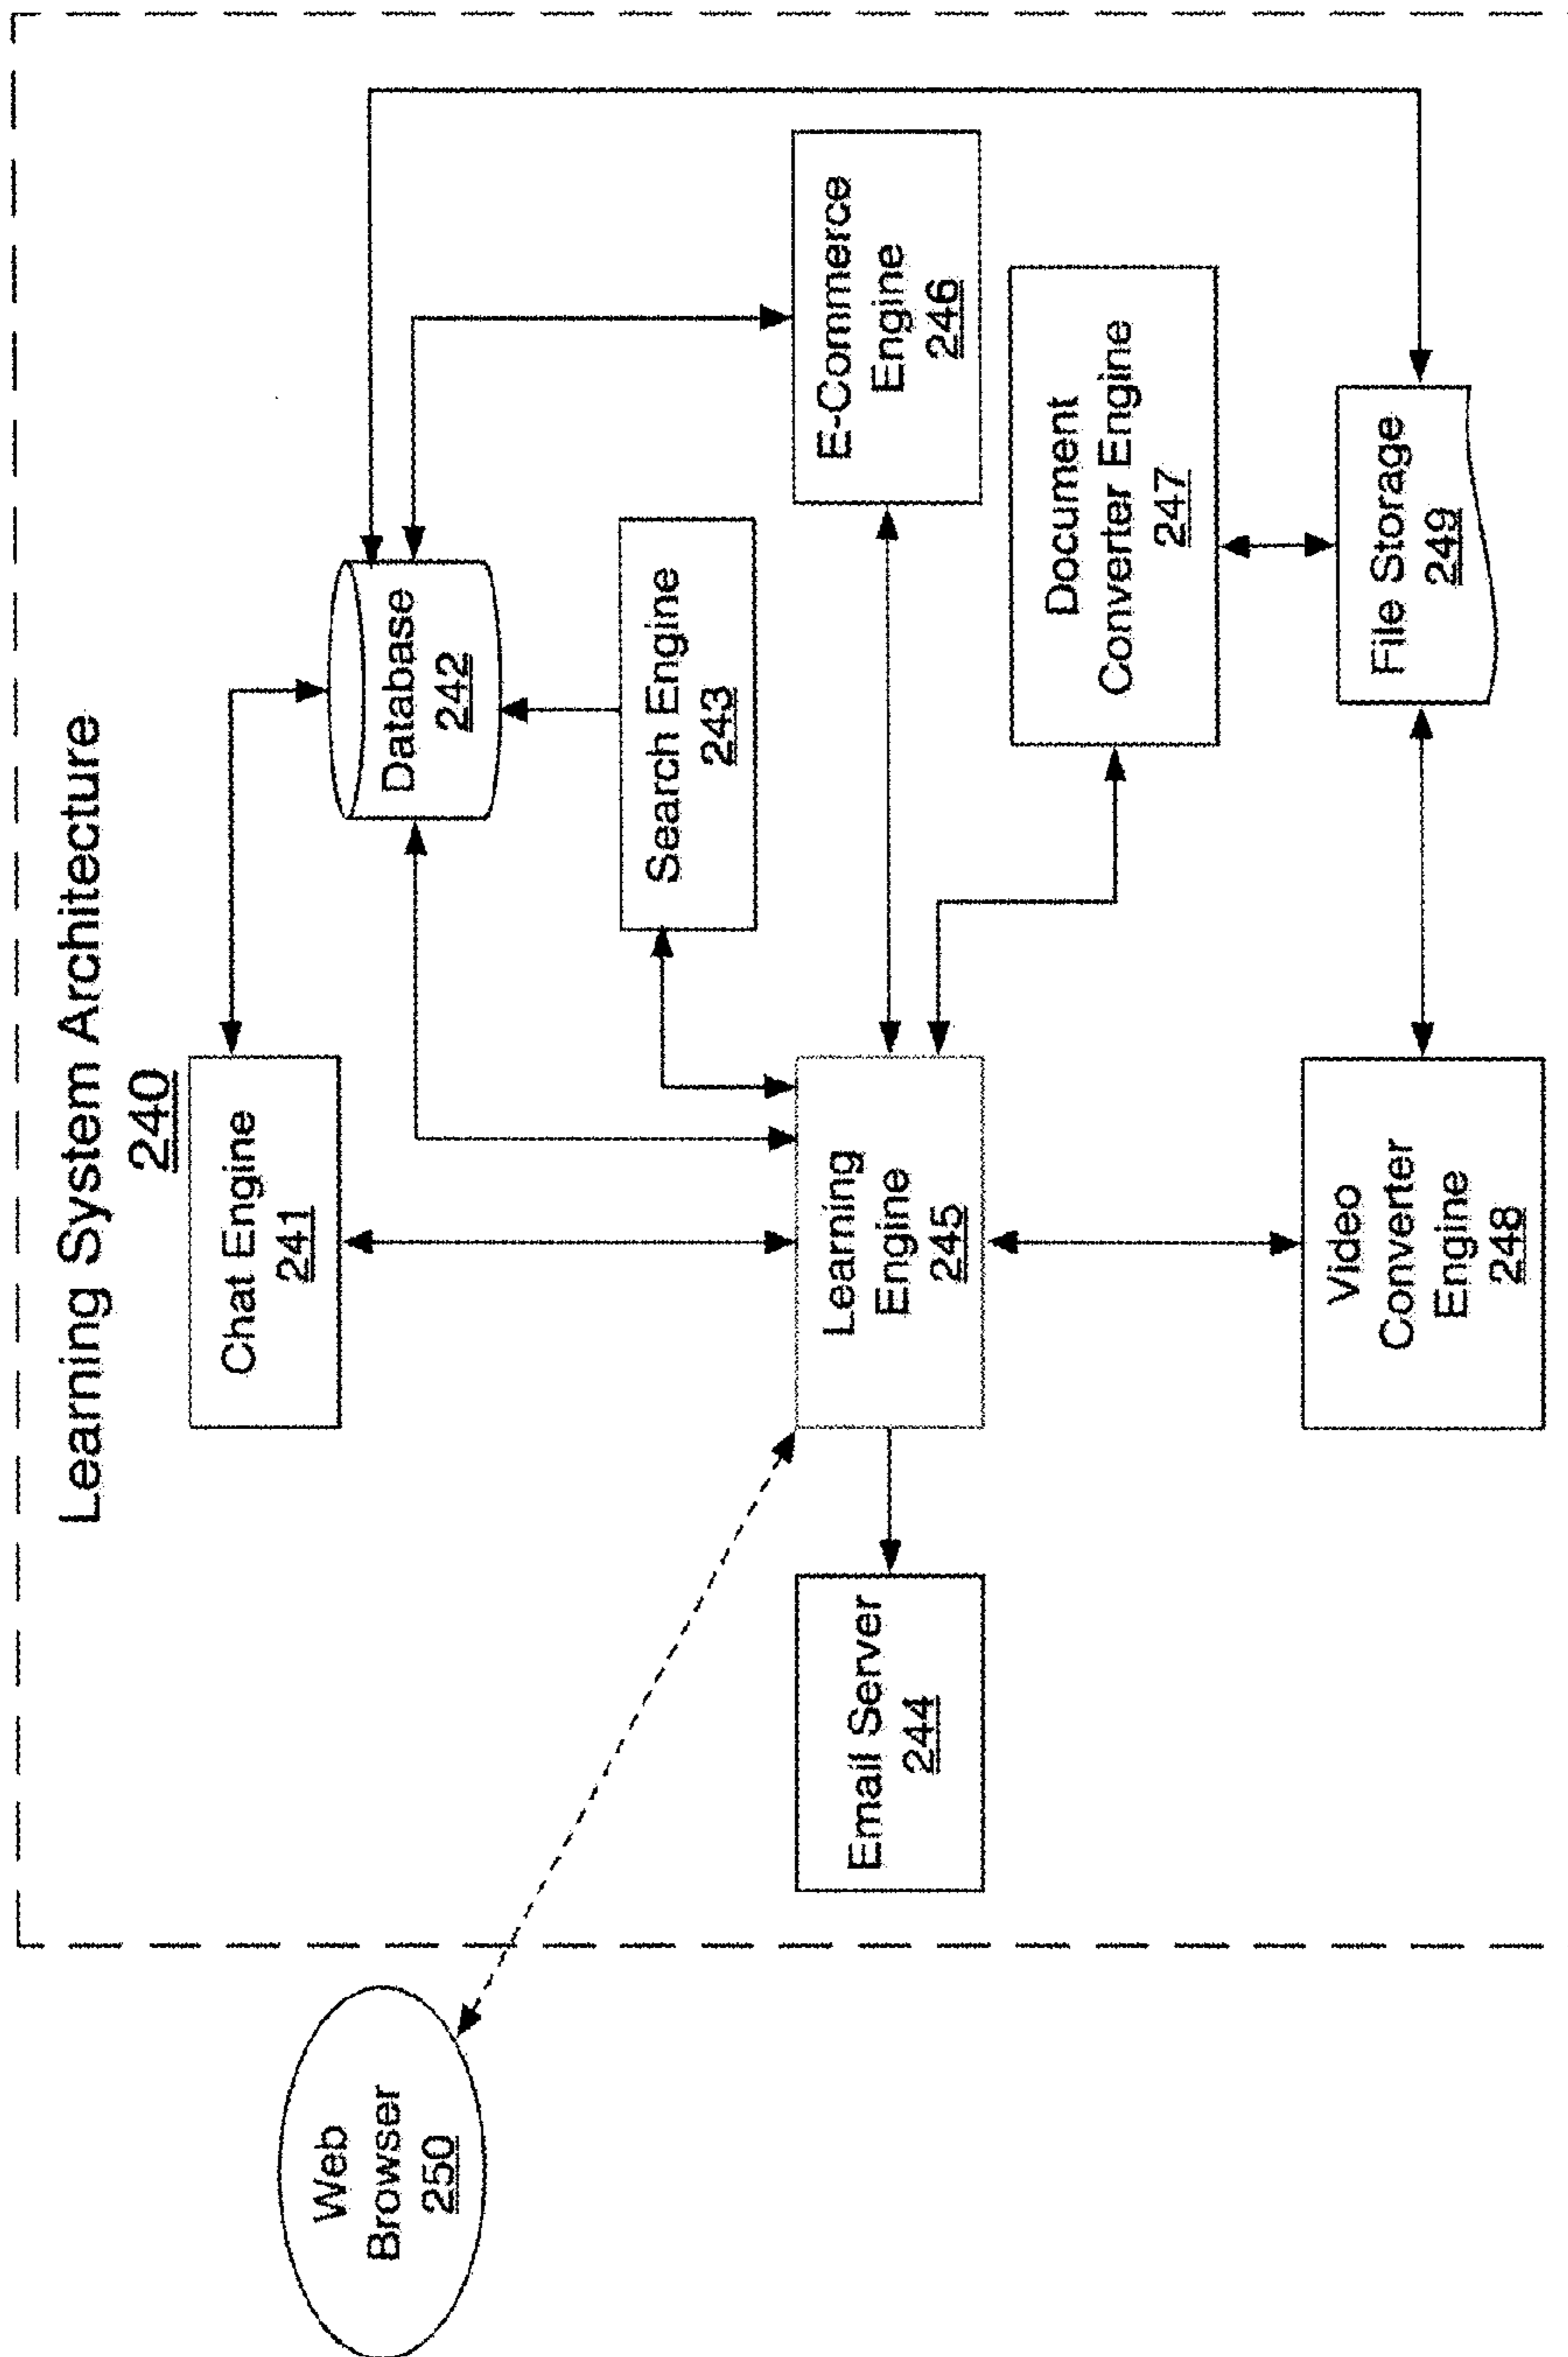 Learning System Architecture
240
Web
Browser
250
Chat Engine
241
Database
242
Search Engine
243
Email Server
244
Learning
Engine
245
E-Commerce
Engine
246
Document
Converter Engine
247
Video
Converter
Engine
248
File Storage
249